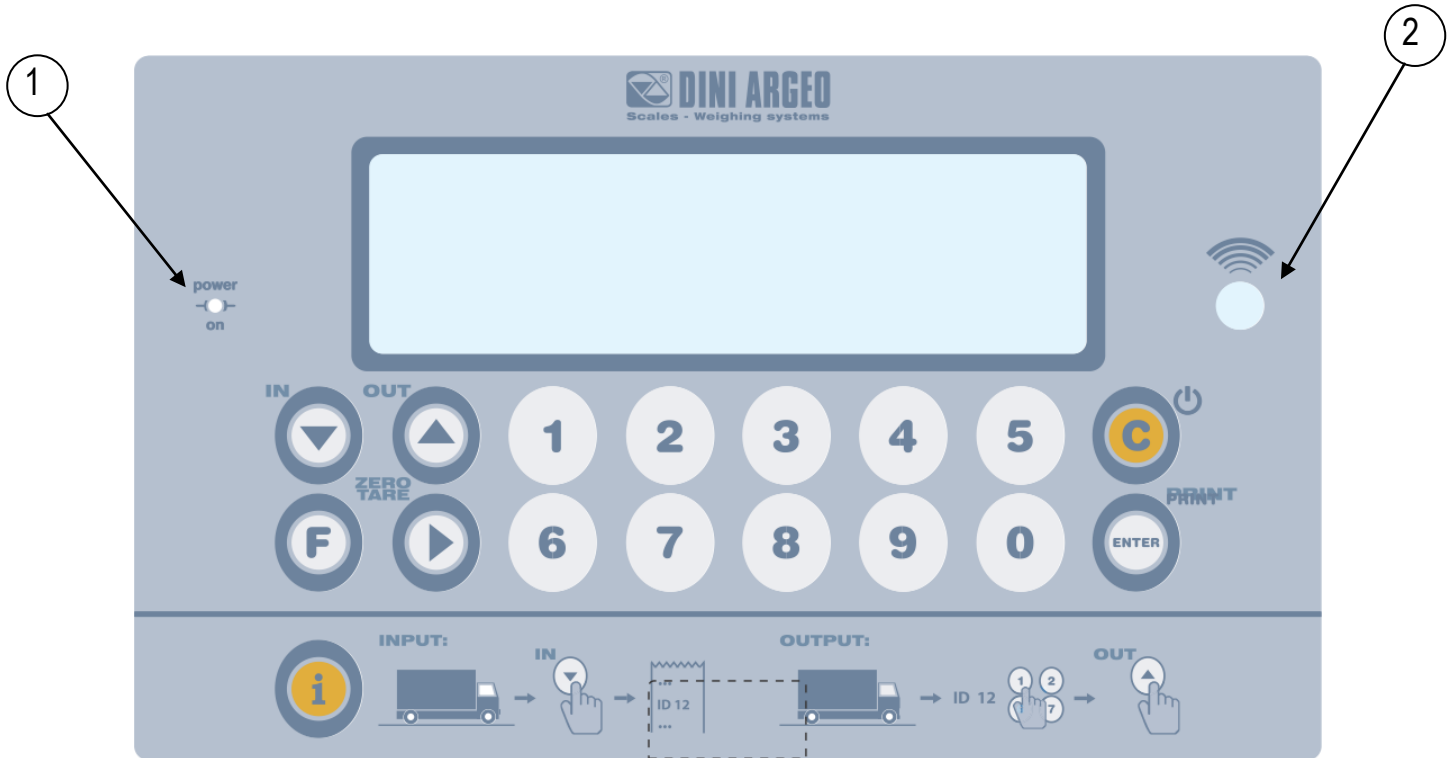 1
2
® DINI ARGEO
Scales - Weighing systems
power
on
IN OUT
1 2 3 4 5 C
ZERO
TARE
PRINT
PRINT
F 6 7 8 9 0 ENTER
i
INPUT:
IN
...
ID 12
...
OUTPUT:
ID 12
1 2
7
OUT